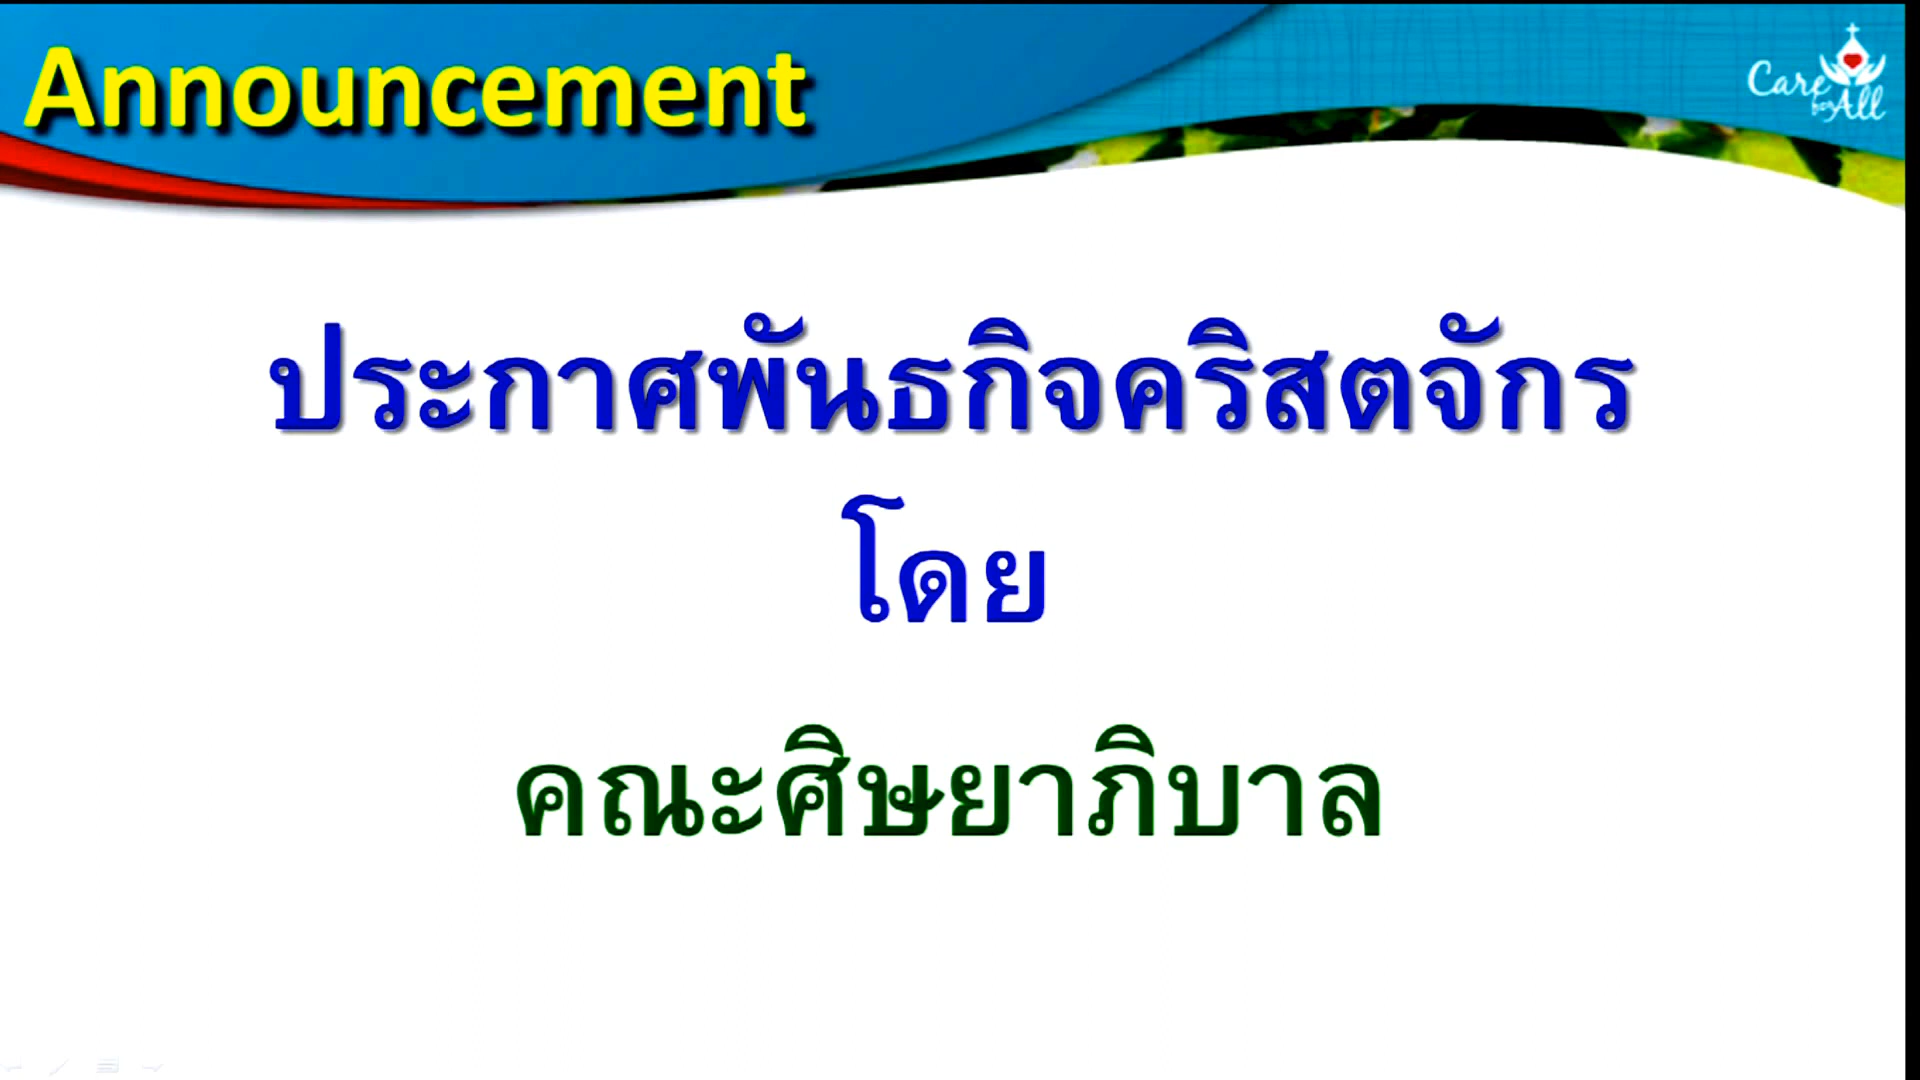 Announcement
Care
for All
ประกาศพันธกิจคริสตจักร
โดย
คณะศิษยาภิบาล